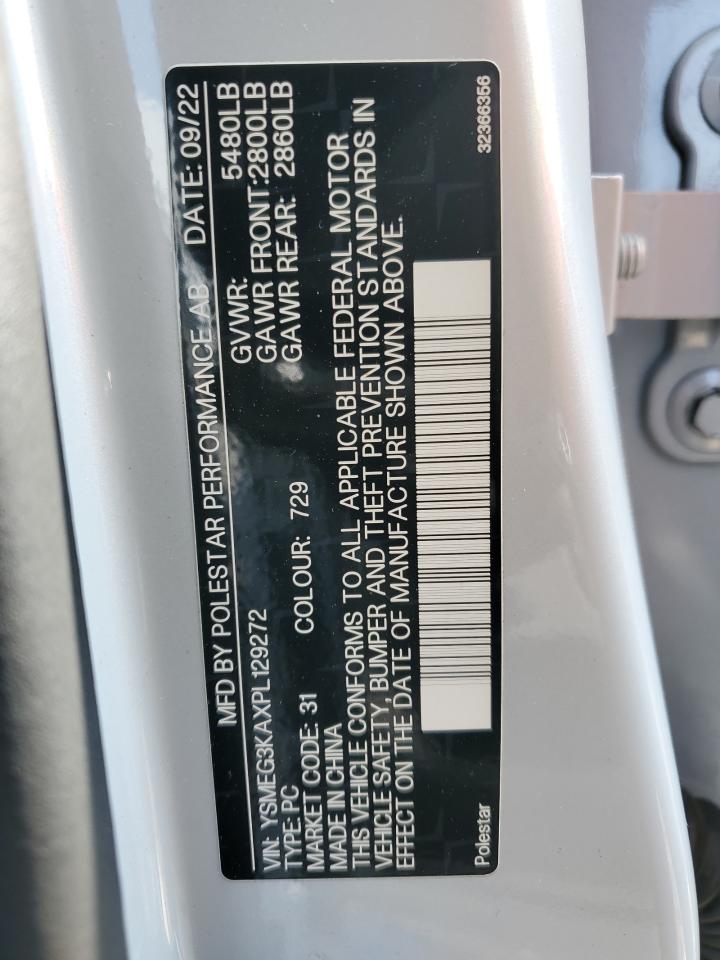 MFD BY POLESTAR PERFORMANCE AB DATE: 09/22
VIN: YSMEG3KAXPL129272 GVWR: 5480LB
TYPE: PC GAWR FRONT:2800LB
MARKET CODE: 31 COLOUR: 729 GAWR REAR: 2860LB
MADE IN CHINA
THIS VEHICLE CONFORMS TO ALL APPLICABLE FEDERAL MOTOR
VEHICLE SAFETY, BUMPER AND THEFT PREVENTION STANDARDS IN
EFFECT ON THE DATE OF MANUFACTURE SHOWN ABOVE.
Polestar 32366356